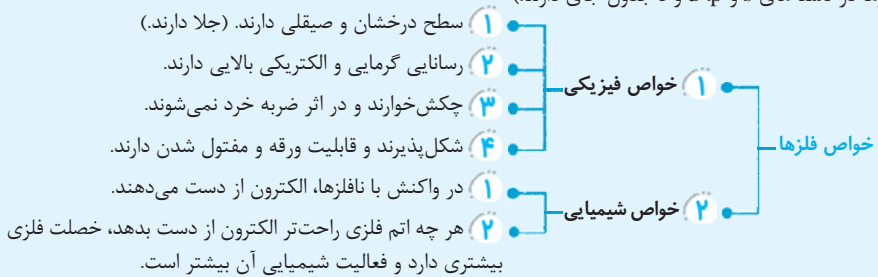 ۱ سطح درخشان و صیقلی دارند. (جلا دارند.)
۲ رسانایی گرمایی و الکتریکی بالایی دارند.
۱ خواص فیزیکی
۳ چکش‌خوارند و در اثر ضربه خرد نمی‌شوند.
۴ شکل‌پذیرند و قابلیت ورقه و مفتول شدن دارند.
خواص فلزها
۱ در واکنش با نافلزها، الکترون از دست می‌دهند.
۲ خواص شیمیایی
۲ هر چه اتم فلزی راحت‌تر الکترون از دست بدهد، خصلت فلزی
بیشتری دارد و فعالیت شیمیایی آن بیشتر است.